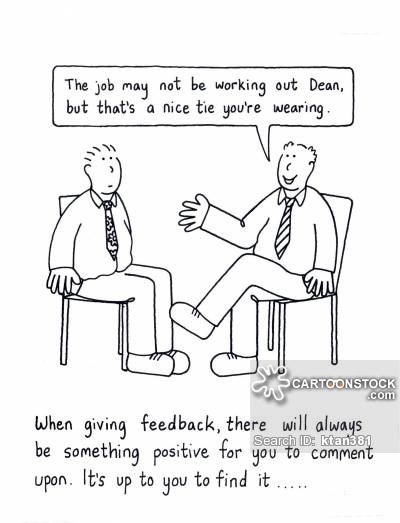 The job may not be working out Dean,
but that's a nice tie you're wearing.
CARTOONSTOCK
.com
When giving feedback, there will always
be something positive for you to comment
Search ID: ktan381
upon. It's up to you to find it .....